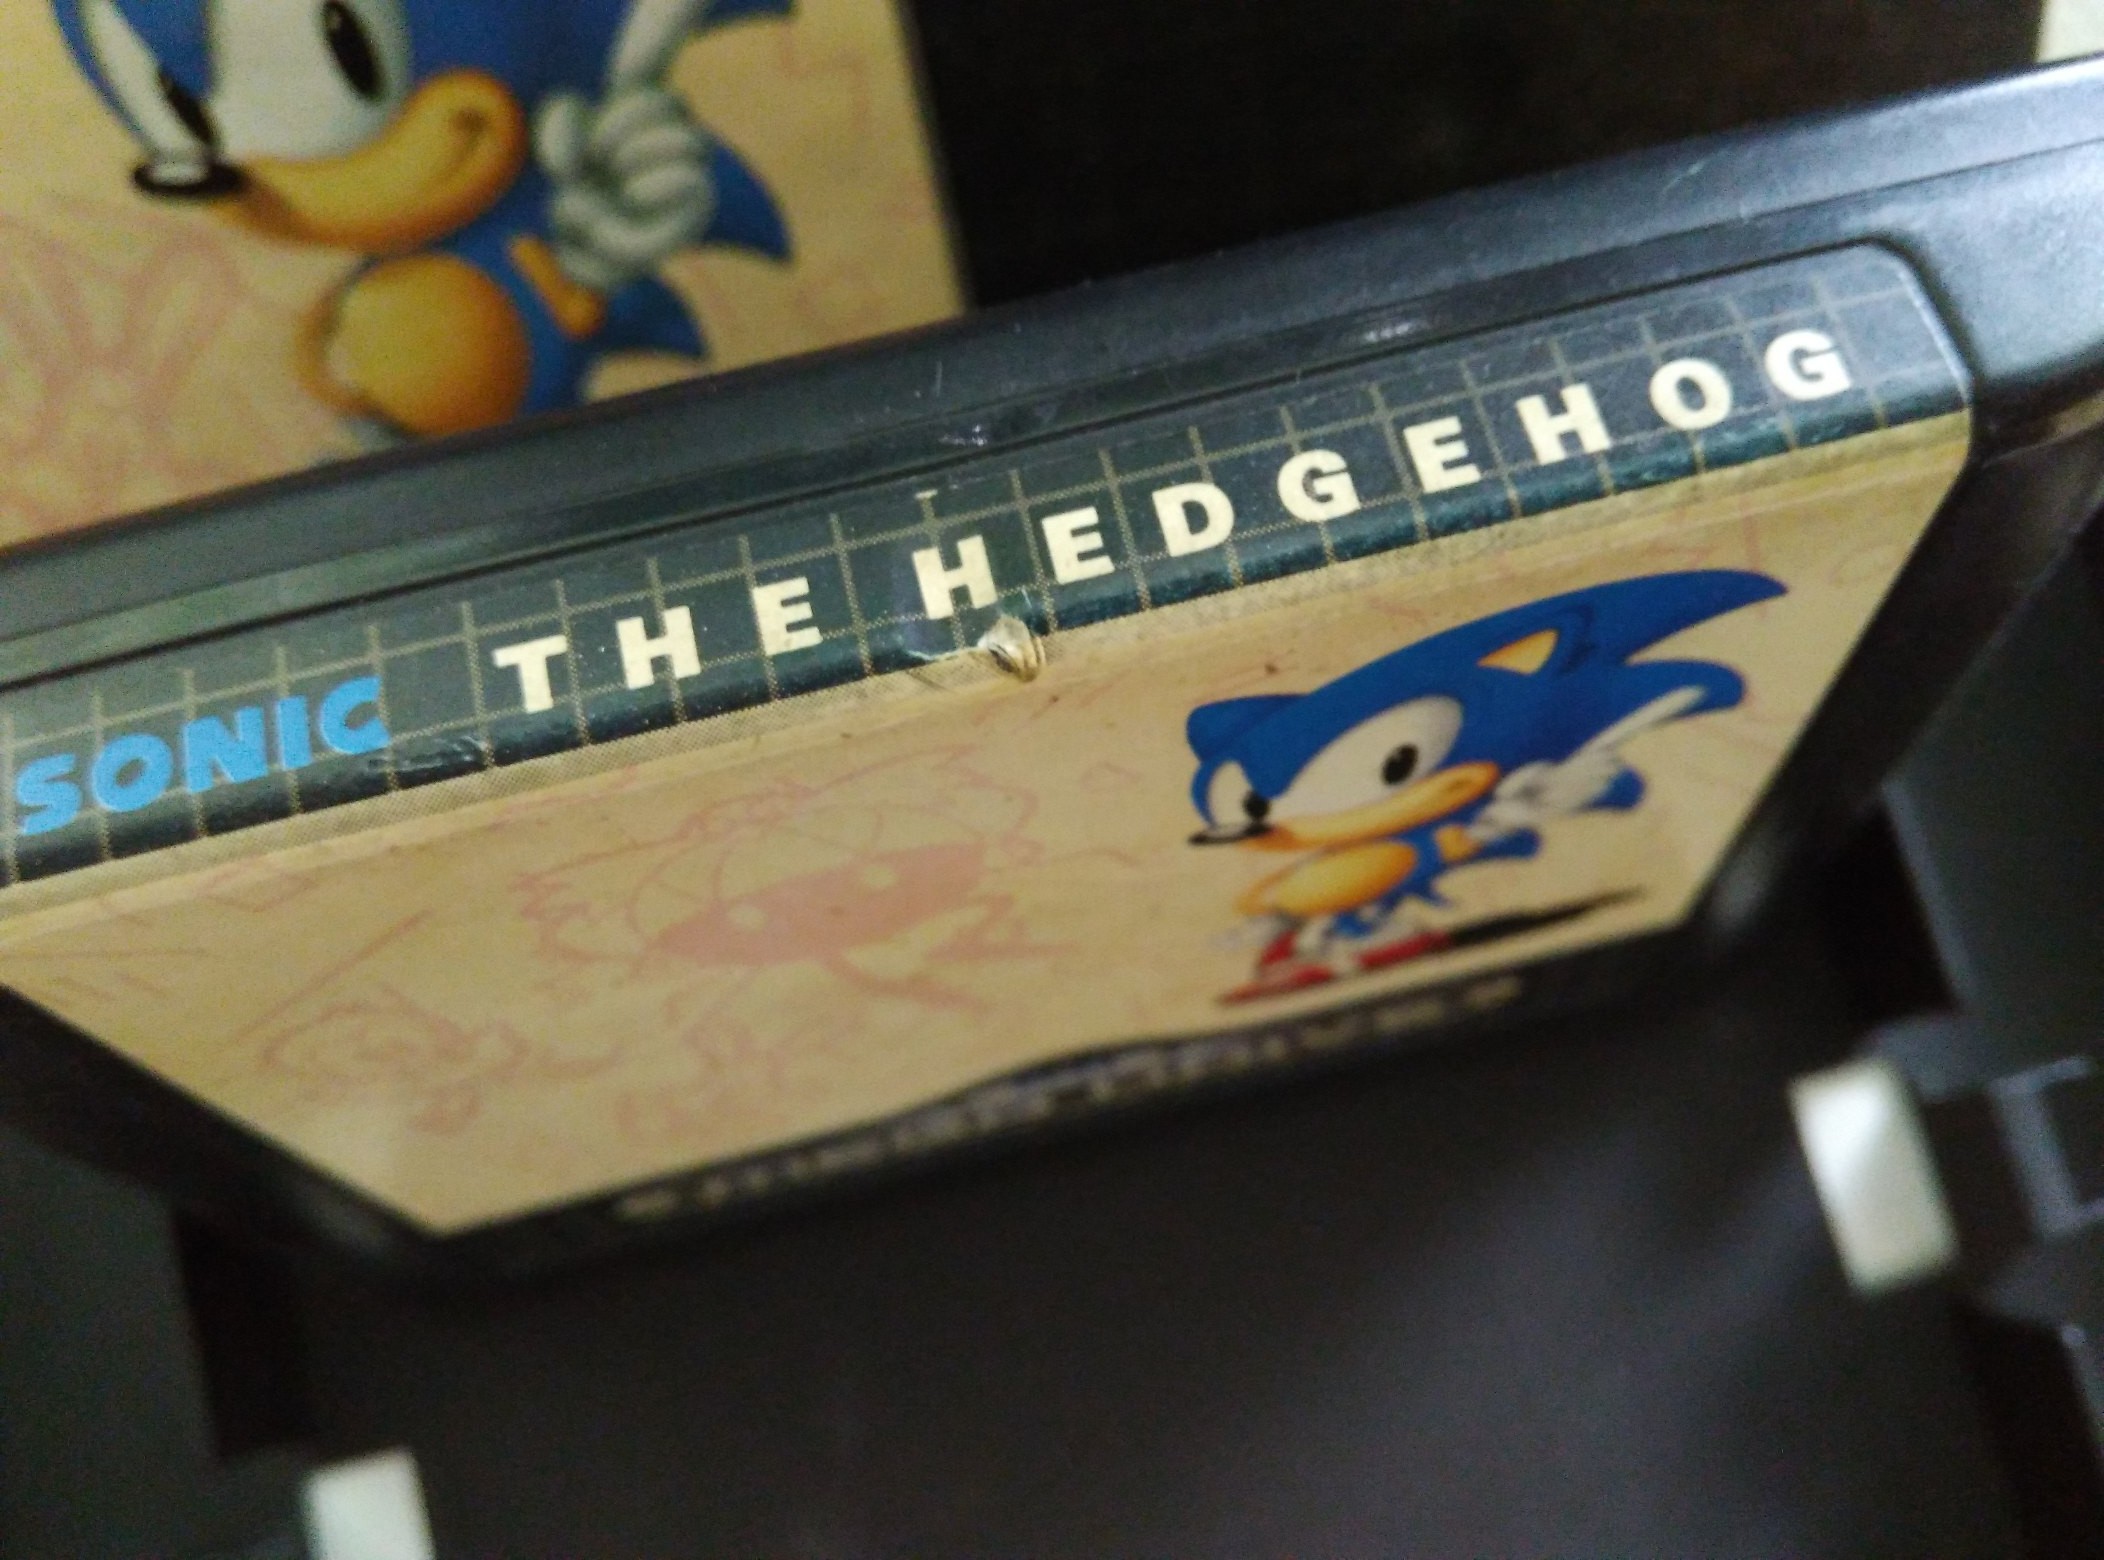 SONIC THE HEDGEHOG